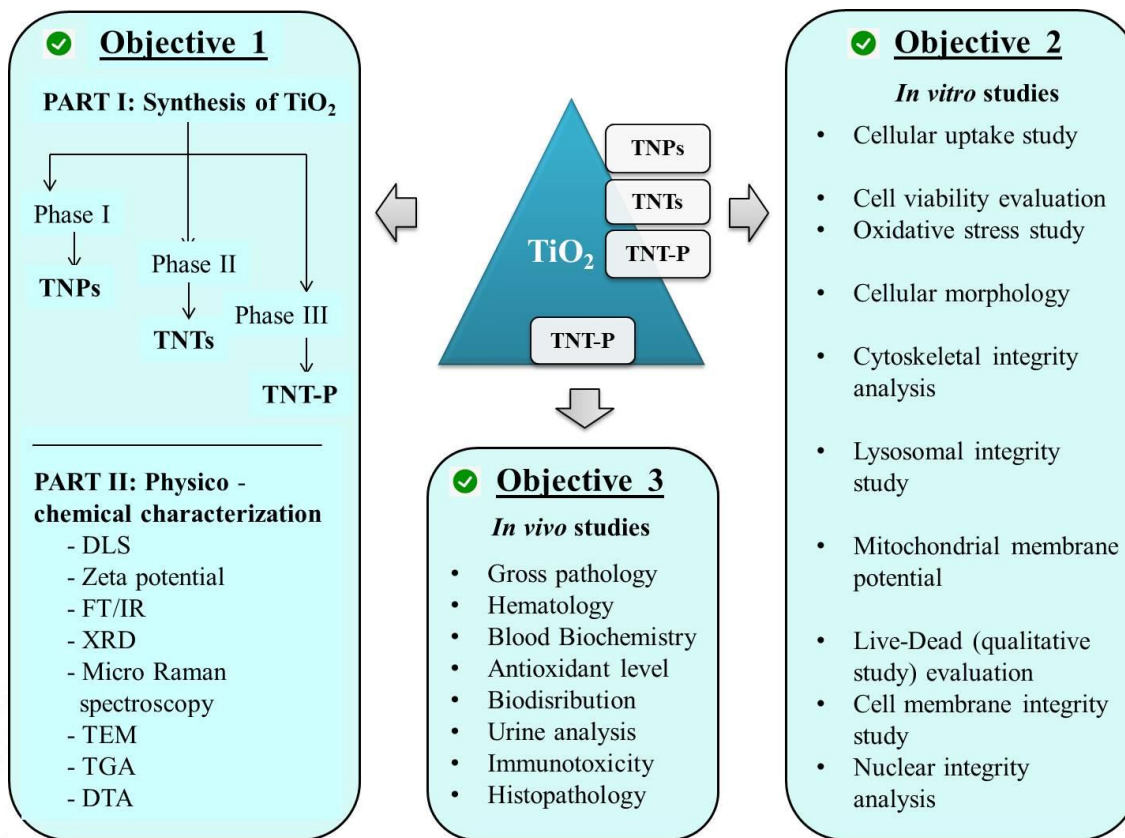 Objective 1
PART I: Synthesis of TiO₂
Phase I
TNPs
Phase II
TNTs
Phase III
TNT-P
PART II: Physico -
chemical characterization
- DLS
- Zeta potential
- FT/IR
- XRD
- Micro Raman
spectroscopy
- TEM
- TGA
- DTA
TiO₂
TNPs
TNTs
TNT-P
TNT-P
Objective 3
In vivo studies
• Gross pathology
• Hematology
• Blood Biochemistry
• Antioxidant level
• Biodisribution
• Urine analysis
• Immunotoxicity
• Histopathology
Objective 2
In vitro studies
• Cellular uptake study
• Cell viability evaluation
• Oxidative stress study
• Cellular morphology
• Cytoskeletal integrity
analysis
• Lysosomal integrity
study
• Mitochondrial membrane
potential
• Live-Dead (qualitative
study) evaluation
• Cell membrane integrity
study
• Nuclear integrity
analysis